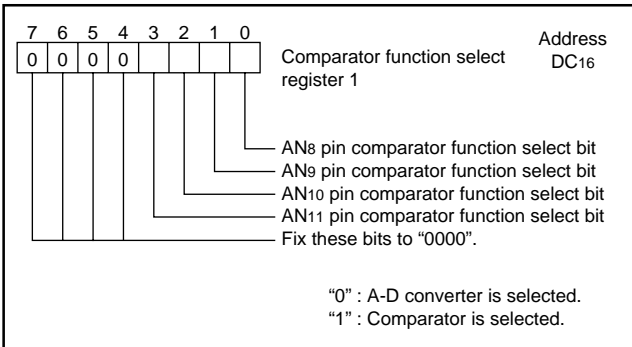 7 6 5 4 3 2 1 0
0 0 0 0
Comparator function select
register 1
Address
DC16
AN8 pin comparator function select bit
AN9 pin comparator function select bit
AN10 pin comparator function select bit
AN11 pin comparator function select bit
Fix these bits to “0000”.
“0” : A-D converter is selected.
“1” : Comparator is selected.